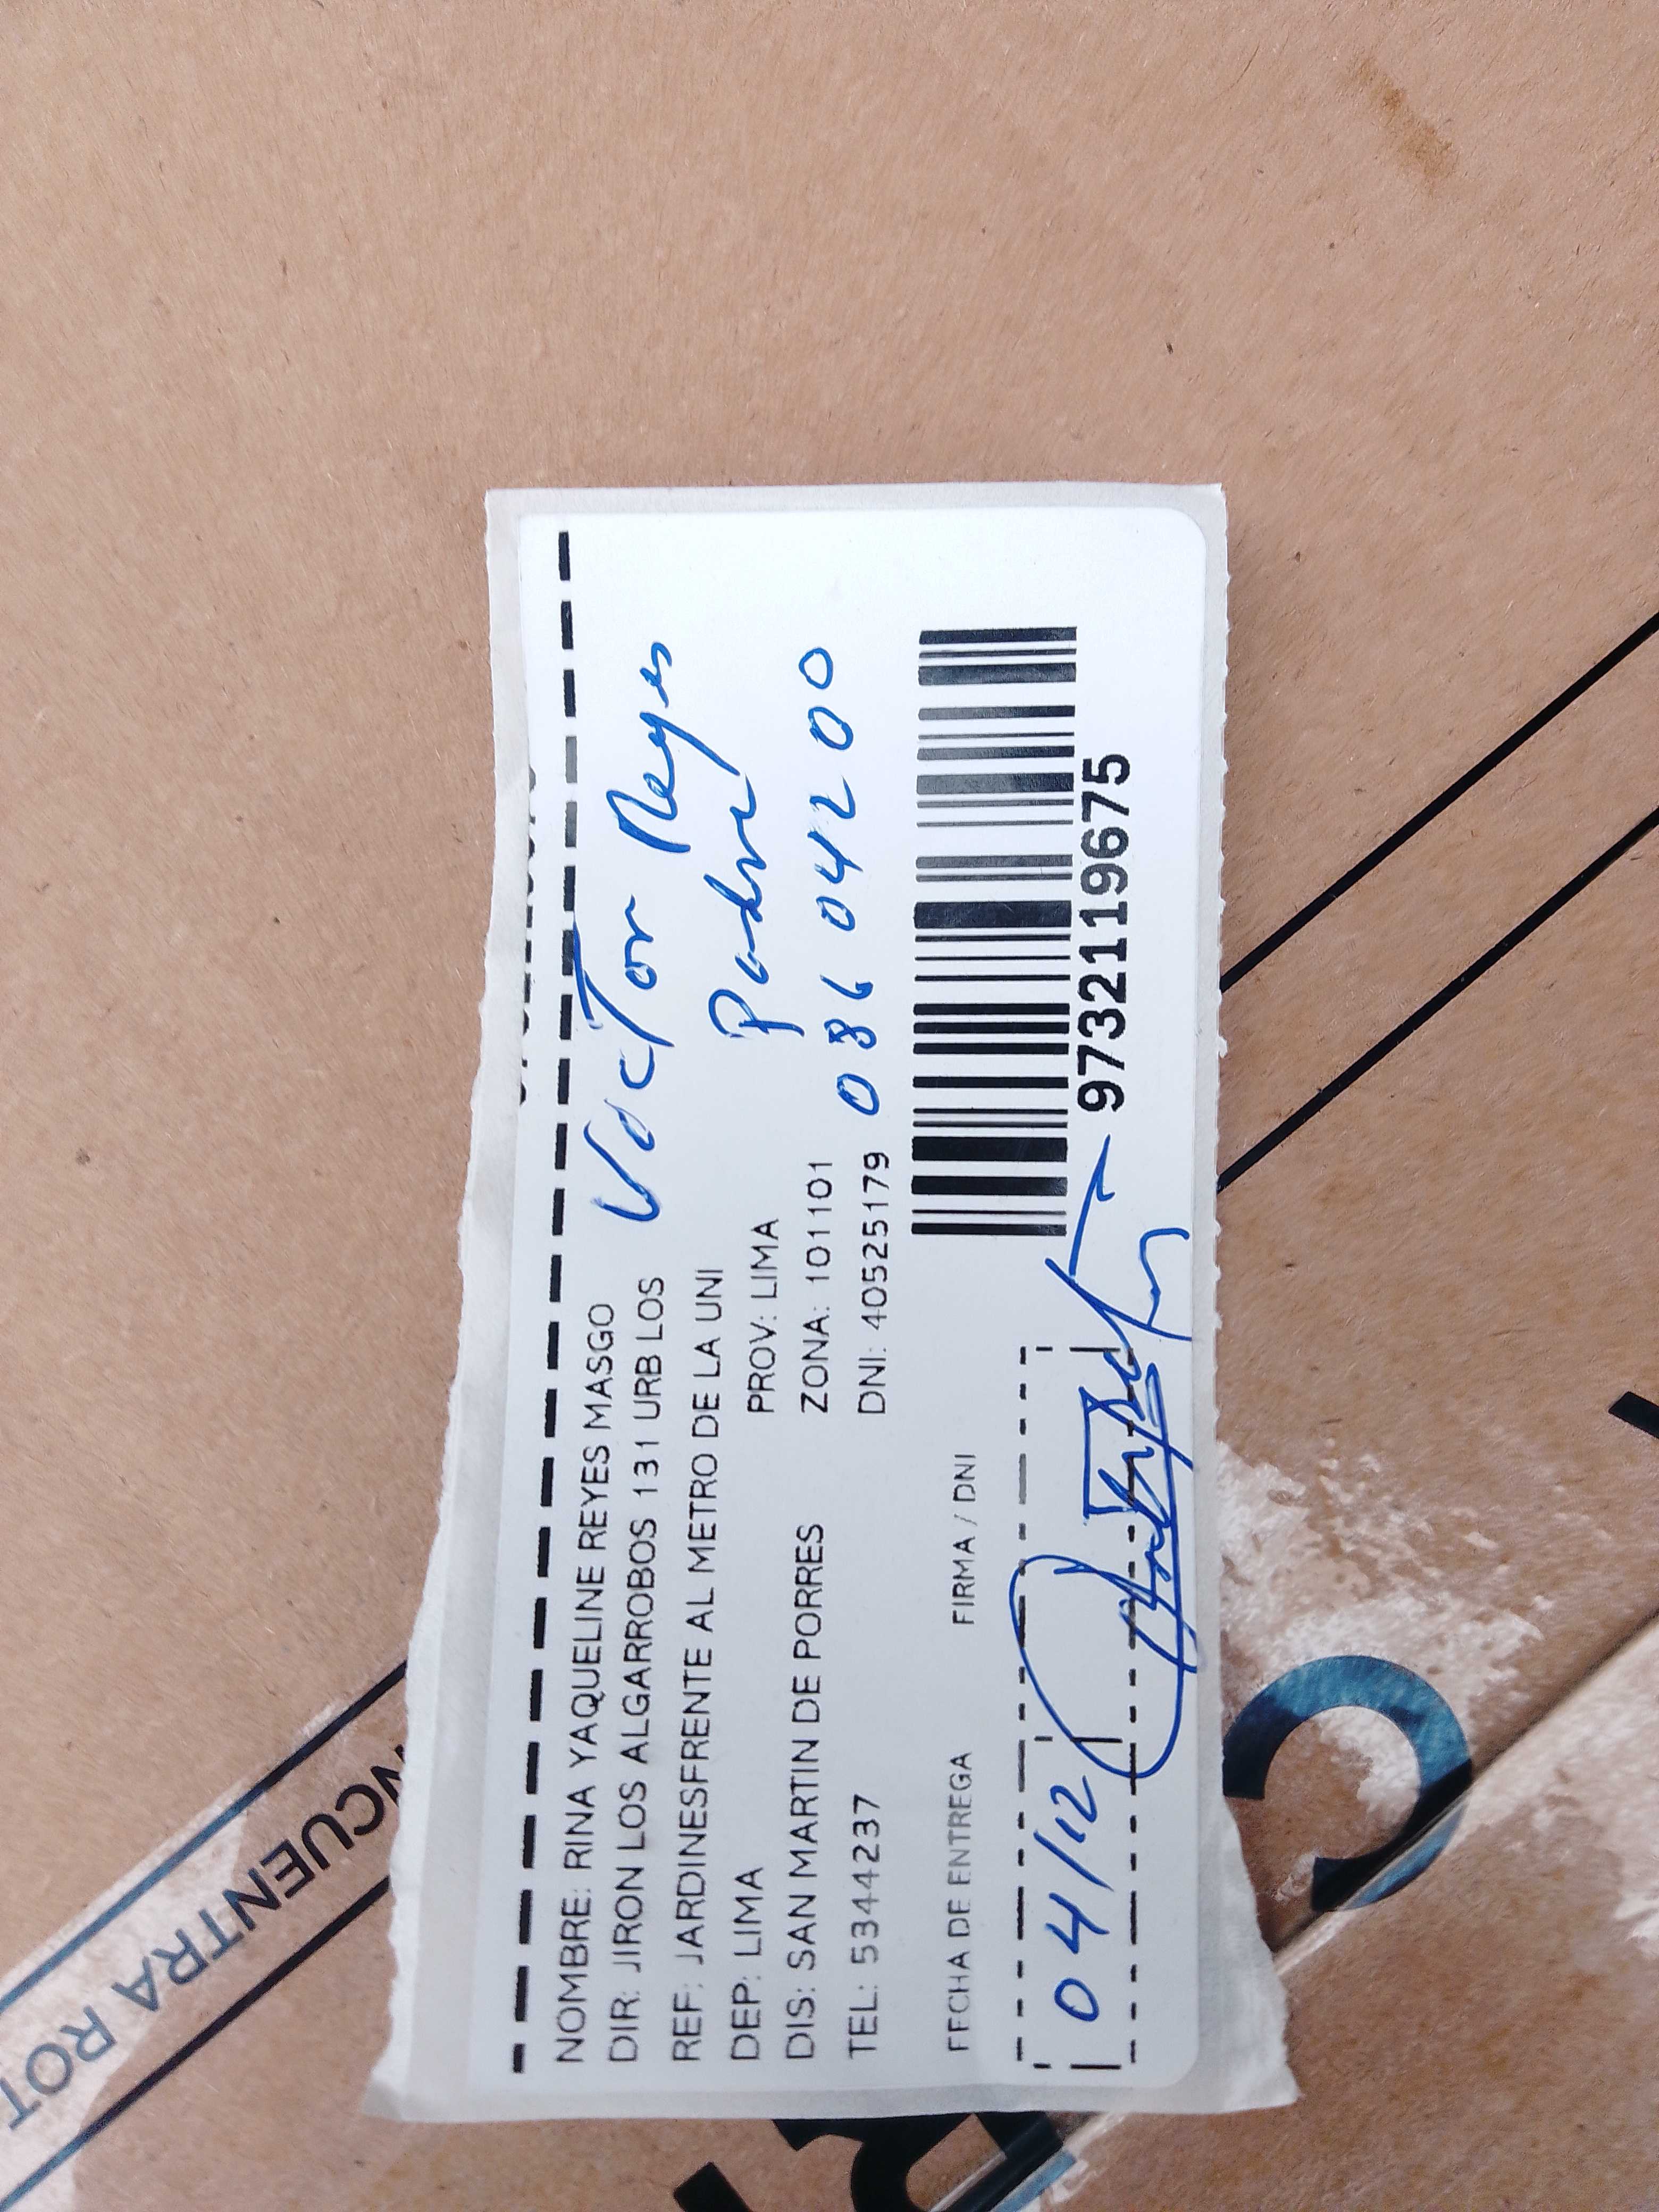 NOMBRE: RINA YAQUELINE REYES MASGO
DIR: JIRON LOS ALGARROBOS 131 URB LOS
REF: JARDINESFRENTE AL METRO DE LA UNI
DEP: LIMA PROV: LIMA
DIS: SAN MARTIN DE PORRES ZONA: 101101
TEL: 5344237 DNI: 40525179
Victor Reyes
Padre
08604200
FECHA DE ENTREGA FIRMA / DNI
04/12
9732119675
NCUENTRA ROT